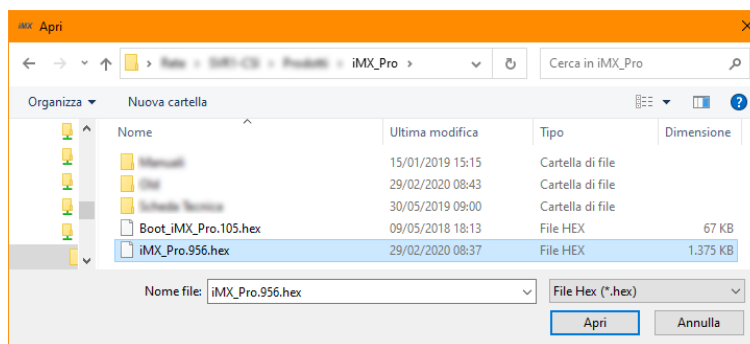 iMX Apri
iMX_Pro
Cerca in iMX_Pro
Organizza
Nuova cartella
Nome Ultima modifica Tipo Dimensione
15/01/2019 15:15 Cartella di file
29/02/2020 08:43 Cartella di file
30/05/2018 09:00 Cartella di file
Boot_iMX_Pro.105.hex 09/05/2018 18:13 File HEX 67 KB
iMX_Pro.956.hex 29/02/2020 08:37 File HEX 1.375 KB
Nome file: iMX_Pro.956.hex File Hex (*.hex)
Apri Annulla